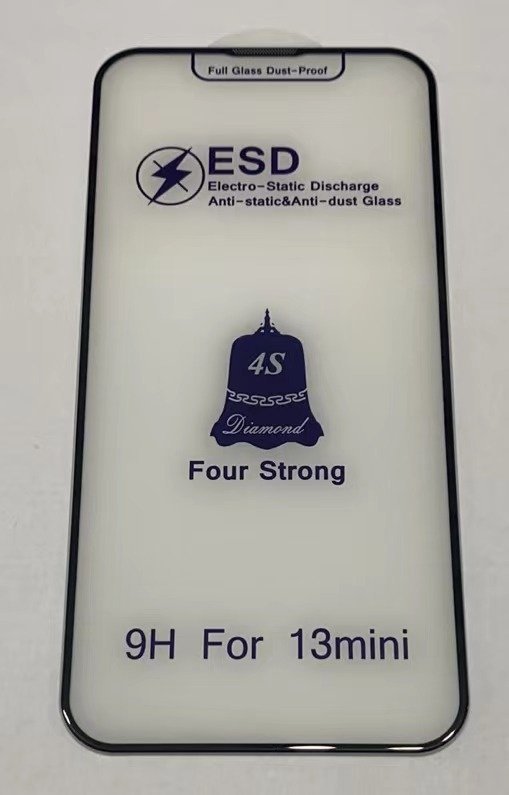 Full Glass Dust-Proof
ESD
Electro-Static Discharge
Anti-static&Anti-dust Glass
4S
Diamond
Four Strong
9H For 13mini